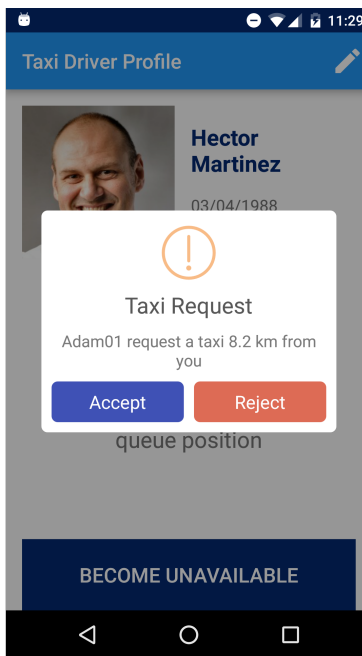 11:29
Taxi Driver Profile
Hector
Martinez
03/04/1988
Taxi Request
Adam01 request a taxi 8.2 km from
you
Accept
Reject
queue position
BECOME UNAVAILABLE